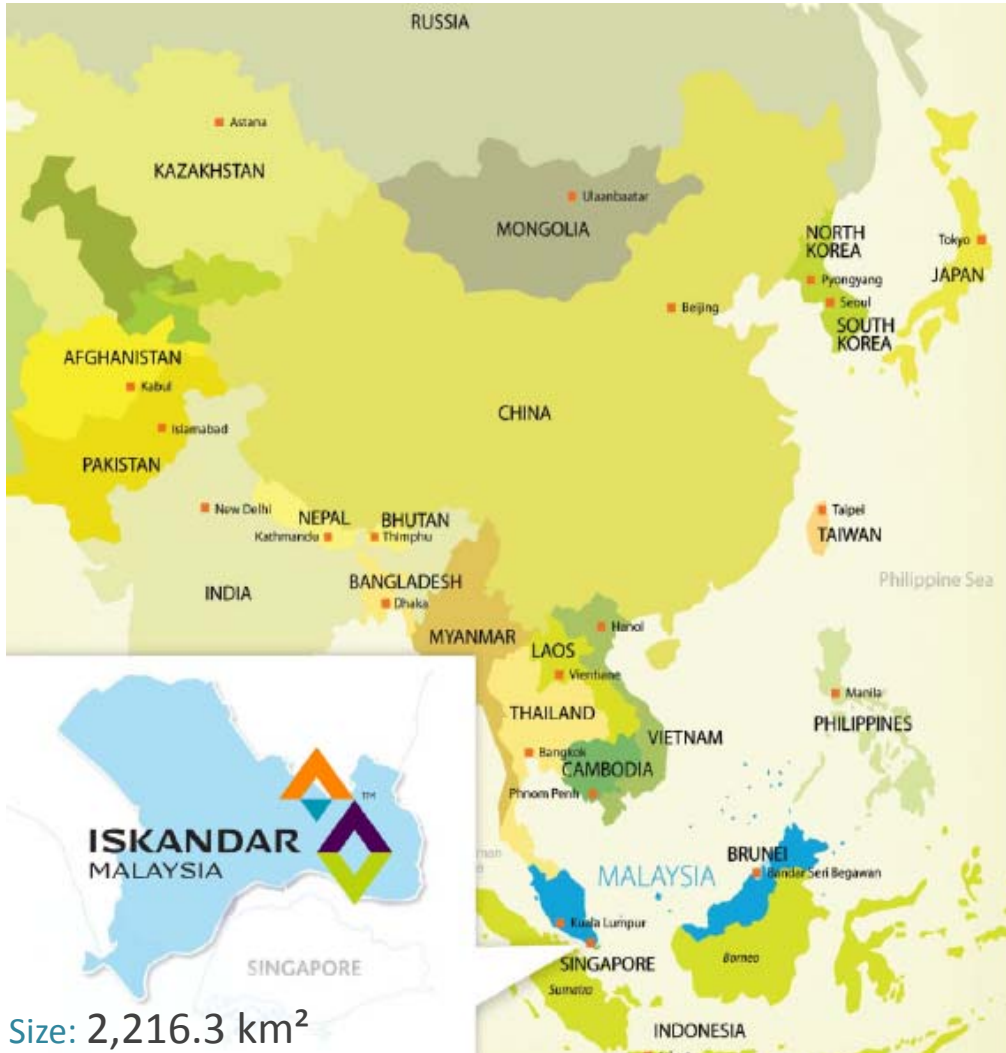 RUSSIA
Astana
KAZAKHSTAN
Ulaanbaatar
MONGOLIA
NORTH
KOREA
Tokyo
JAPAN
Pyongyang
Beijing
Seoul
SOUTH
KOREA
AFGHANISTAN
Kabul
CHINA
Islamabad
PAKISTAN
New Delhi
NEPAL
BHUTAN
Kathmandu
Thimphu
Taipei
TAIWAN
BANGLADESH
Philippine Sea
INDIA
Dhaka
MYANMAR
Hanoi
LAOS
Vientiane
Manila
THAILAND
PHILIPPINES
VIETNAM
Bangkok
CAMBODIA
Phnom Penh
TM
ISKANDAR
MALAYSIA
BRUNEI
MALAYSIA
Bandar Seri Begawan
Kuala Lumpur
SINGAPORE
Borneo
SINGAPORE
Sumatra
INDONESIA
Size: 2,216.3 km²